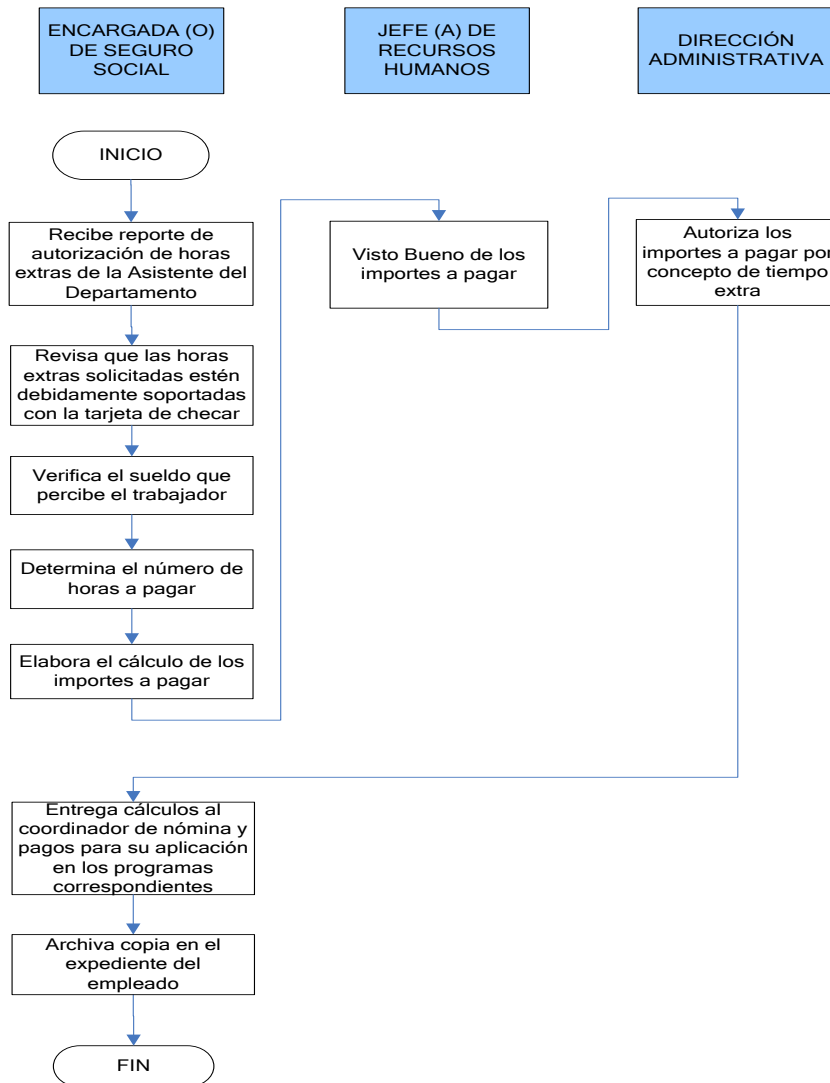 ENCARGADA (O)
DE SEGURO
SOCIAL
JEFE (A) DE
RECURSOS
HUMANOS
DIRECCIÓN
ADMINISTRATIVA
INICIO
Recibe reporte de
autorización de horas
extras de la Asistente del
Departamento
Visto Bueno de los
importes a pagar
Autoriza los
importes a pagar por
concepto de tiempo
extra
Revisa que las horas
extras solicitadas estén
debidamente soportadas
con la tarjeta de checar
Verifica el sueldo que
percibe el trabajador
Determina el número de
horas a pagar
Elabora el cálculo de los
importes a pagar
Entrega cálculos al
coordinador de nómina y
pagos para su aplicación
en los programas
correspondientes
Archiva copia en el
expediente del
empleado
FIN